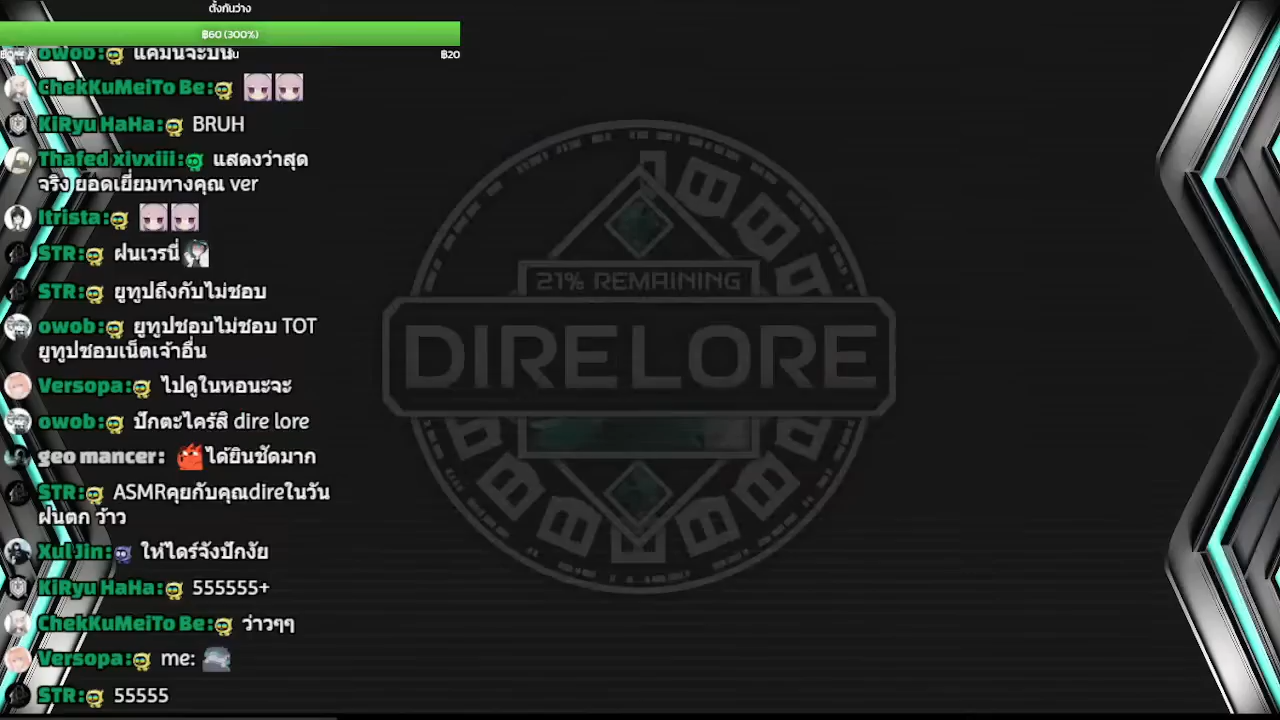 ตั้งกันว่าง
฿60 (300%)
฿20
owob: แค่มันจะบ่น
ChekKuMeiTo Be:
KiRyu HaHa: BRUH
Thafed xivxiii: แสดงว่าสุด
จริง ยอดเยี่ยมทางคุณ ver
Itrista:
STR: ฝนเวรนี่
STR: ยูทูปถึงกับไม่ชอบ
owob: ยูทูปชอบไม่ชอบ TOT
ยูทูปชอบเน็ตเจ้าอื่น
Versopa: ไปดูในหอนะจะ
owob: ปักตะไคร้สิ dire lore
geo mancer: ได้ยินชัดมาก
STR: ASMRคุยกับคุณdireในวัน
ฝนตก ว้าว
Xul Jin: ให้ไดร์จังปักงัย
KiRyu HaHa: 555555+
ChekKuMeiTo Be: ว่าวๆๆ
Versopa: me:
STR: 55555
21% REMAINING
DIRELORE